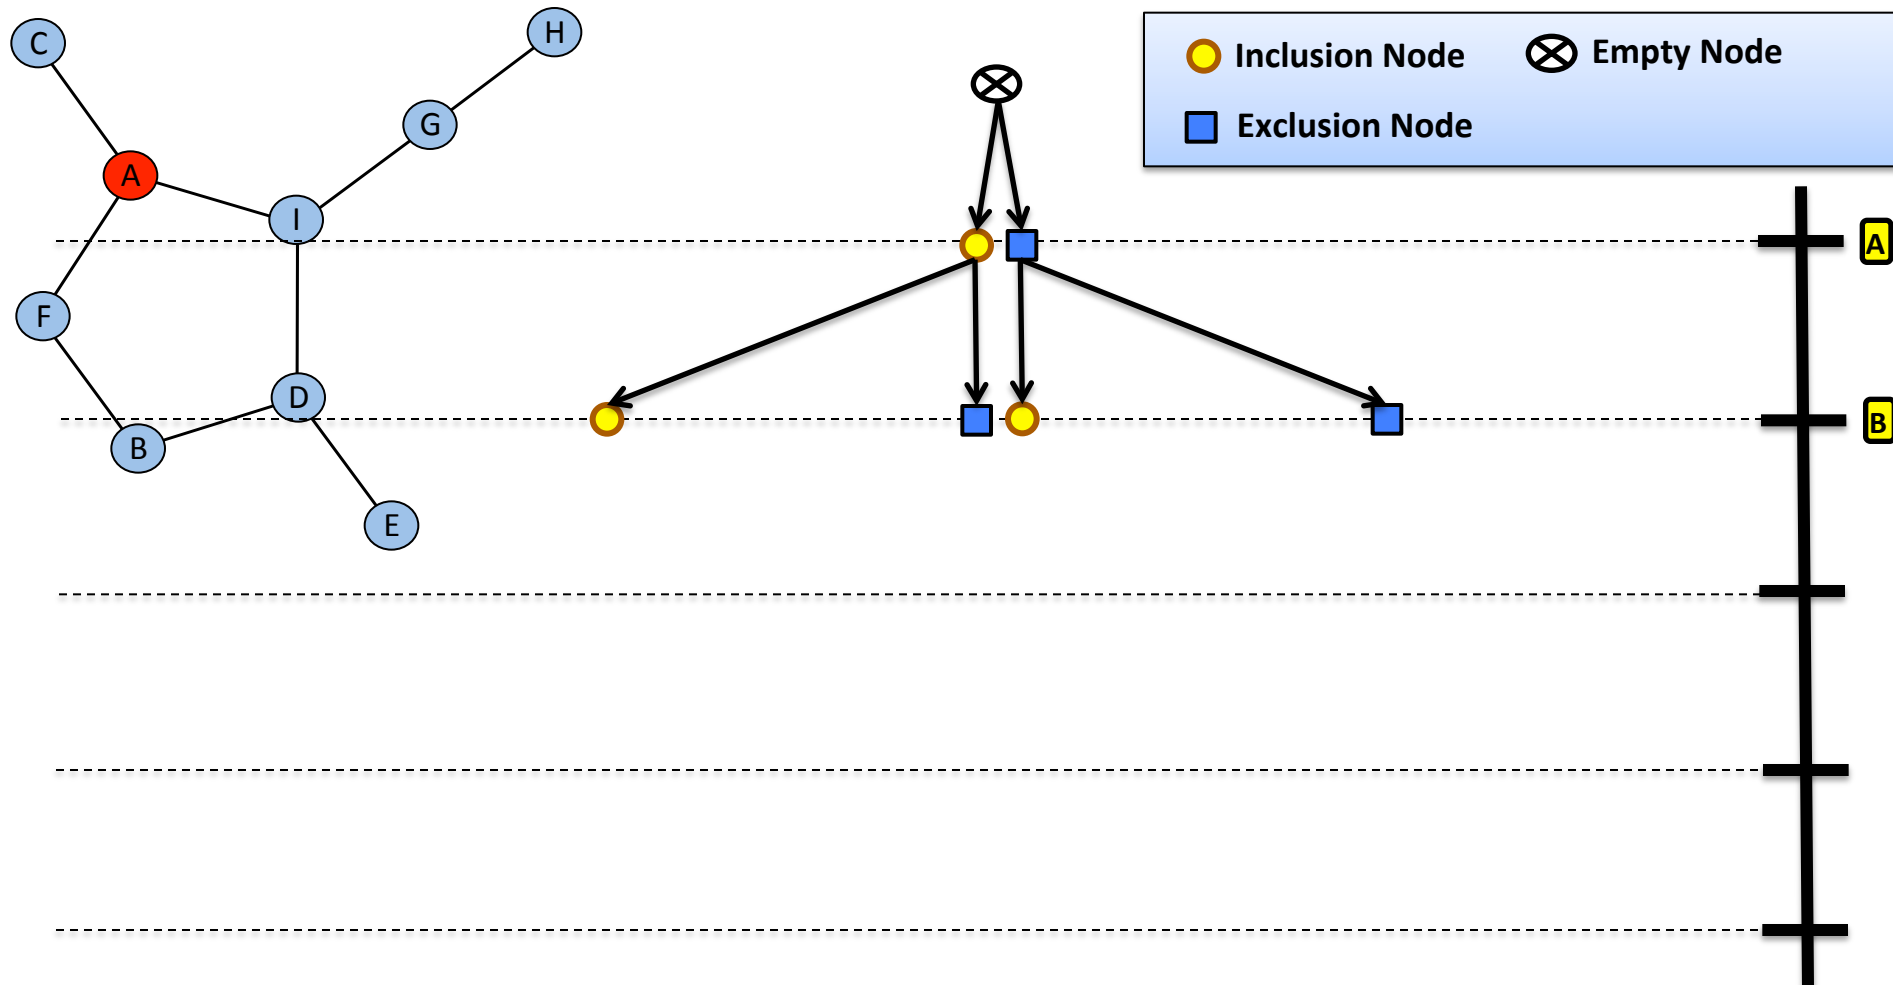 C
H
Inclusion Node
Empty Node
G
Exclusion Node
A
I
A
F
D
B
B
E